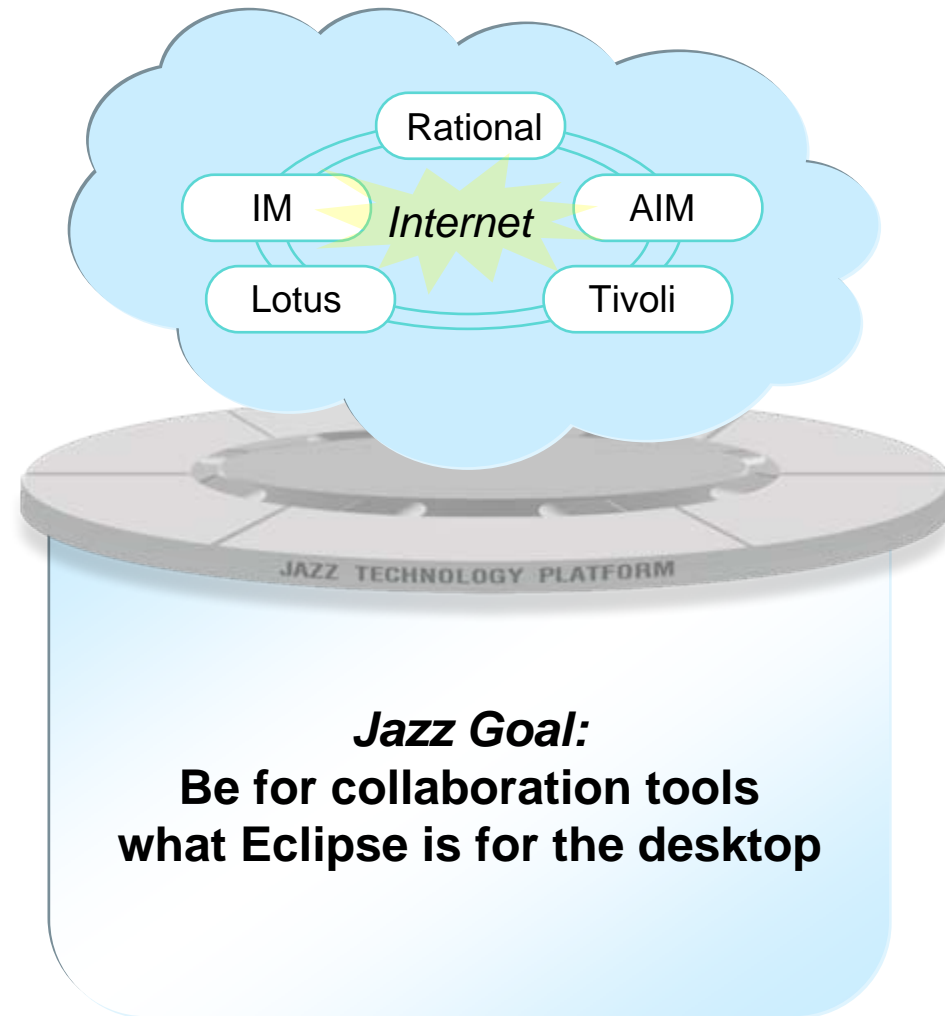 Rational
IM
Internet
AIM
Lotus
Tivoli
JAZZ TECHNOLOGY PLATFORM
Jazz Goal:
Be for collaboration tools
what Eclipse is for the desktop